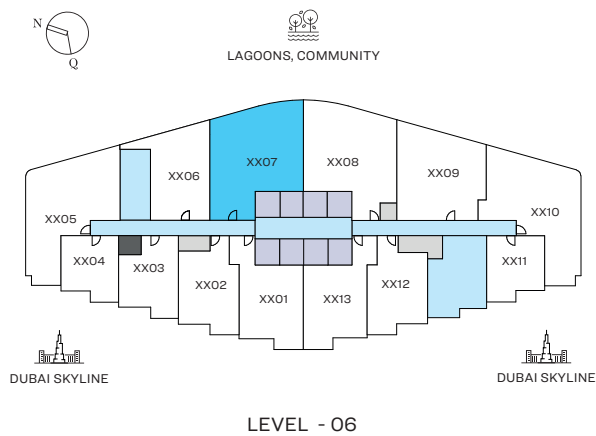 N
Q
LAGOONS, COMMUNITY
XX07
XX08
XX06
XX09
XX05
XX10
XX04
XX03
XX11
XX02
XX12
XX01
XX13
DUBAI SKYLINE
DUBAI SKYLINE
LEVEL - 06